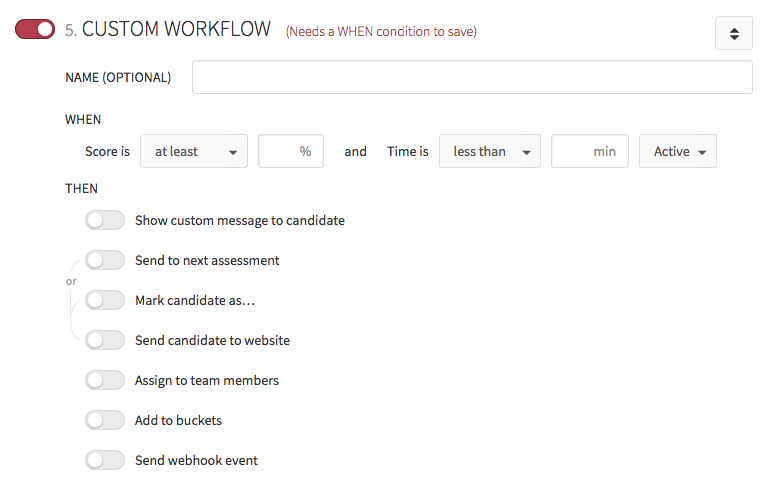 5. CUSTOM WORKFLOW (Needs a WHEN condition to save)
NAME (OPTIONAL)
WHEN
Score is at least % and Time is less than min Active
THEN
Show custom message to candidate
Send to next assessment
or
Mark candidate as...
Send candidate to website
Assign to team members
Add to buckets
Send webhook event